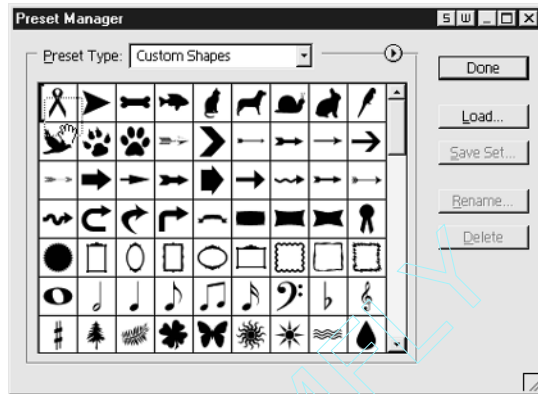 Preset Manager
S W
Preset Type: Custom Shapes
Done
Load...
Save Set...
Rename...
Delete